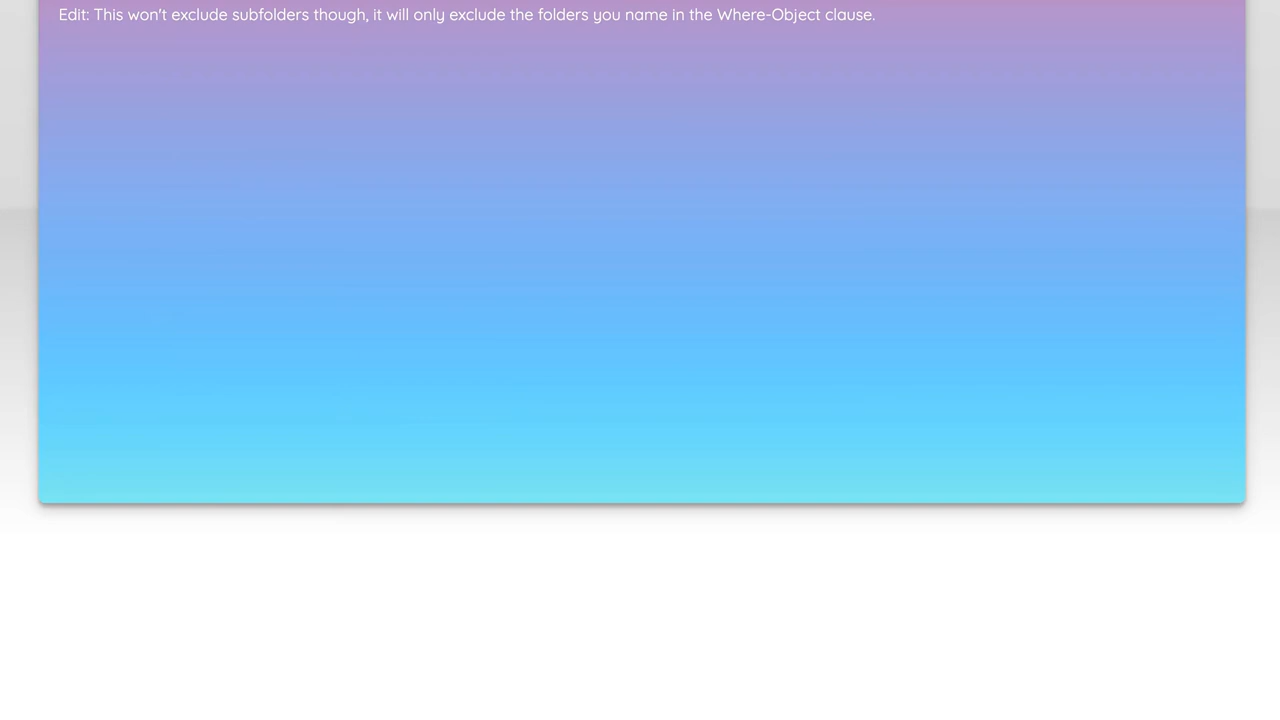 Edit: This won't exclude subfolders though, it will only exclude the folders you name in the Where-Object clause.